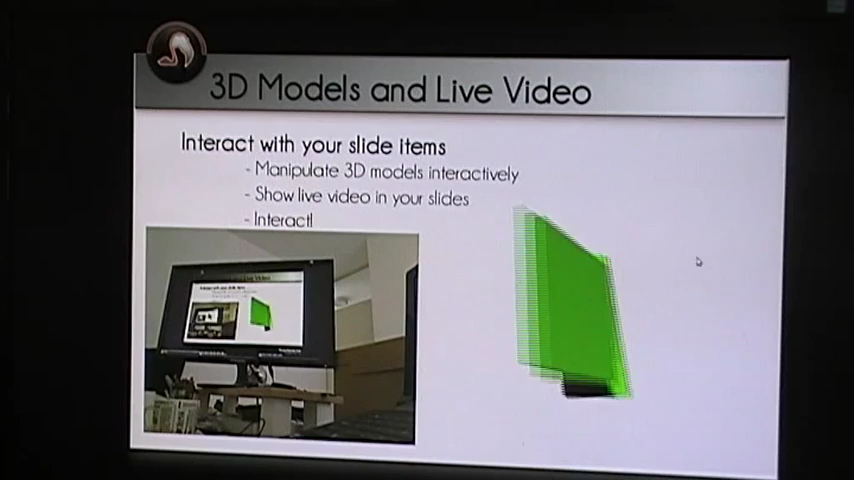 3D Models and Live Video
Interact with your slide items
- Manipulate 3D models interactively
- Show live video in your slides
- Interact!